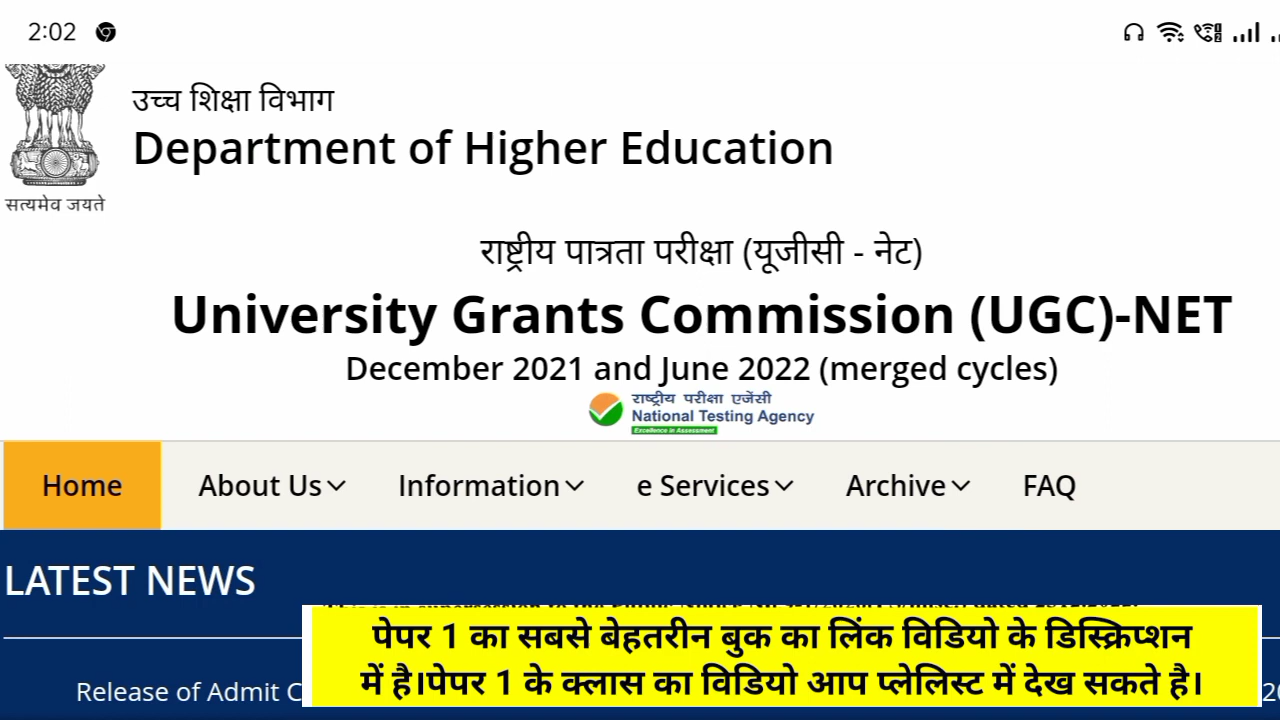 2:02
उच्च शिक्षा विभाग
Department of Higher Education
सत्यमेव जयते
राष्ट्रीय पात्रता परीक्षा (यूजीसी - नेट)
University Grants Commission (UGC)-NET
December 2021 and June 2022 (merged cycles)
राष्ट्रीय परीक्षा एजेंसी
National Testing Agency
Excellence in Assessment
Home About Us Information e Services Archive FAQ
LATEST NEWS
पेपर 1 का सबसे बेहतरीन बुक का लिंक विडियो के डिस्क्रिप्शन
में है।पेपर 1 के क्लास का विडियो आप प्लेलिस्ट में देख सकते है।
Release of Admit